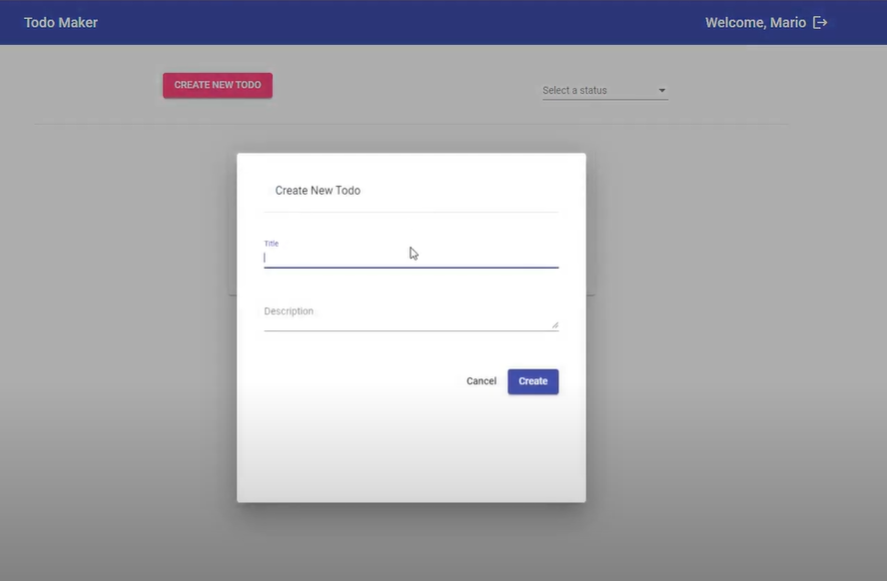 Todo Maker
Welcome, Mario
CREATE NEW TODO
Select a status
Create New Todo
Title
Description
Cancel
Create